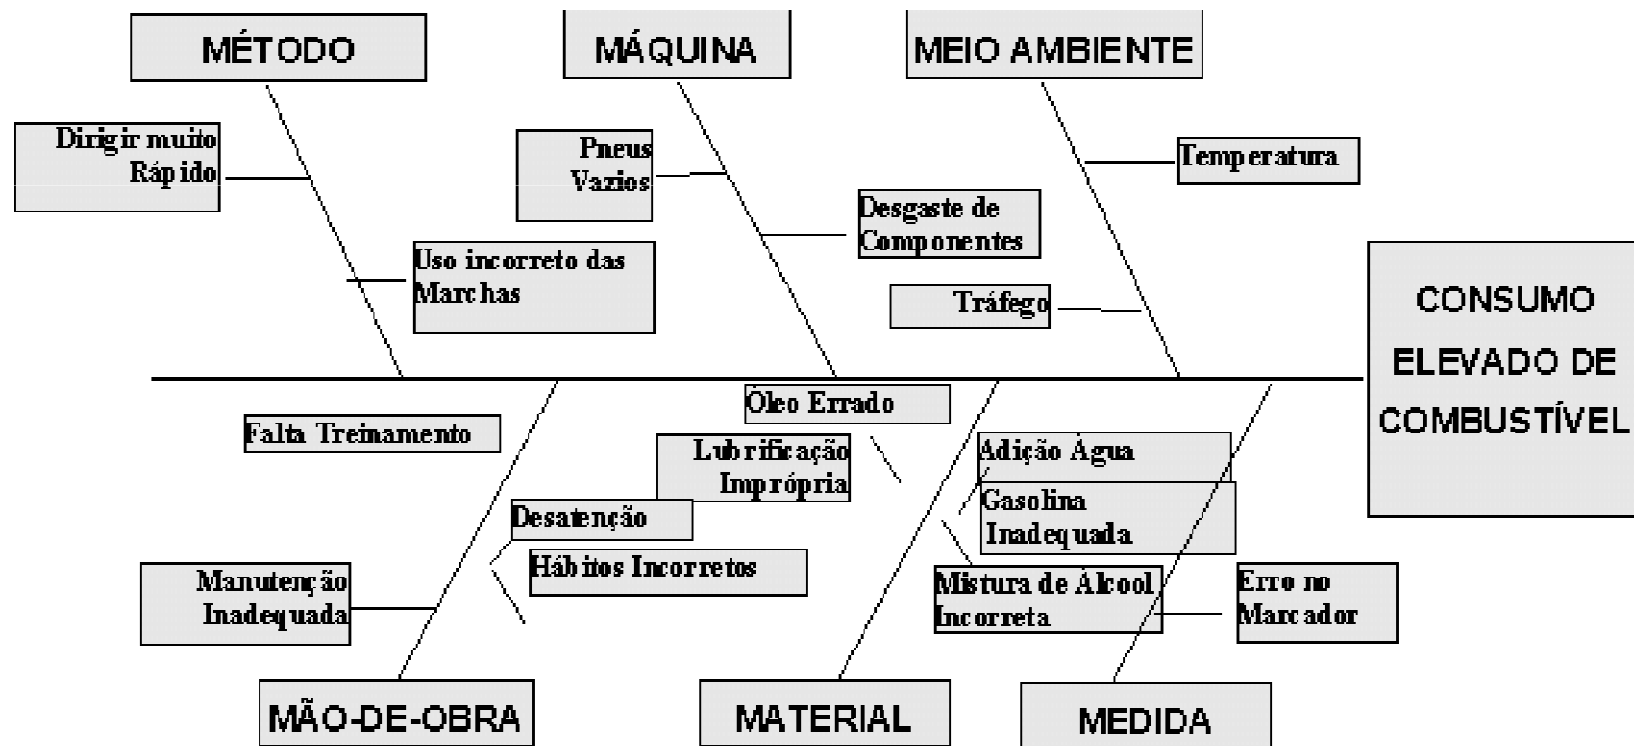 MÉTODO
MÁQUINA
MEIO AMBIENTE
Dirigir muito
Rápido
Pneus
Vazios
Temperatura
Desgaste de
Componentes
Uso incorreto das
Marchas
Tráfego
CONSUMO
ELEVADO DE
COMBUSTÍVEL
Óleo Errado
Falta Treinamento
Lubrificação
Imprópria
Adição Água
Gasolina
Inadequada
Desatenção
Hábitos Incorretos
Manutenção
Inadequada
Mistura de Álcool
Incorreta
Erro no
Marcador
MÃO-DE-OBRA
MATERIAL
MEDIDA